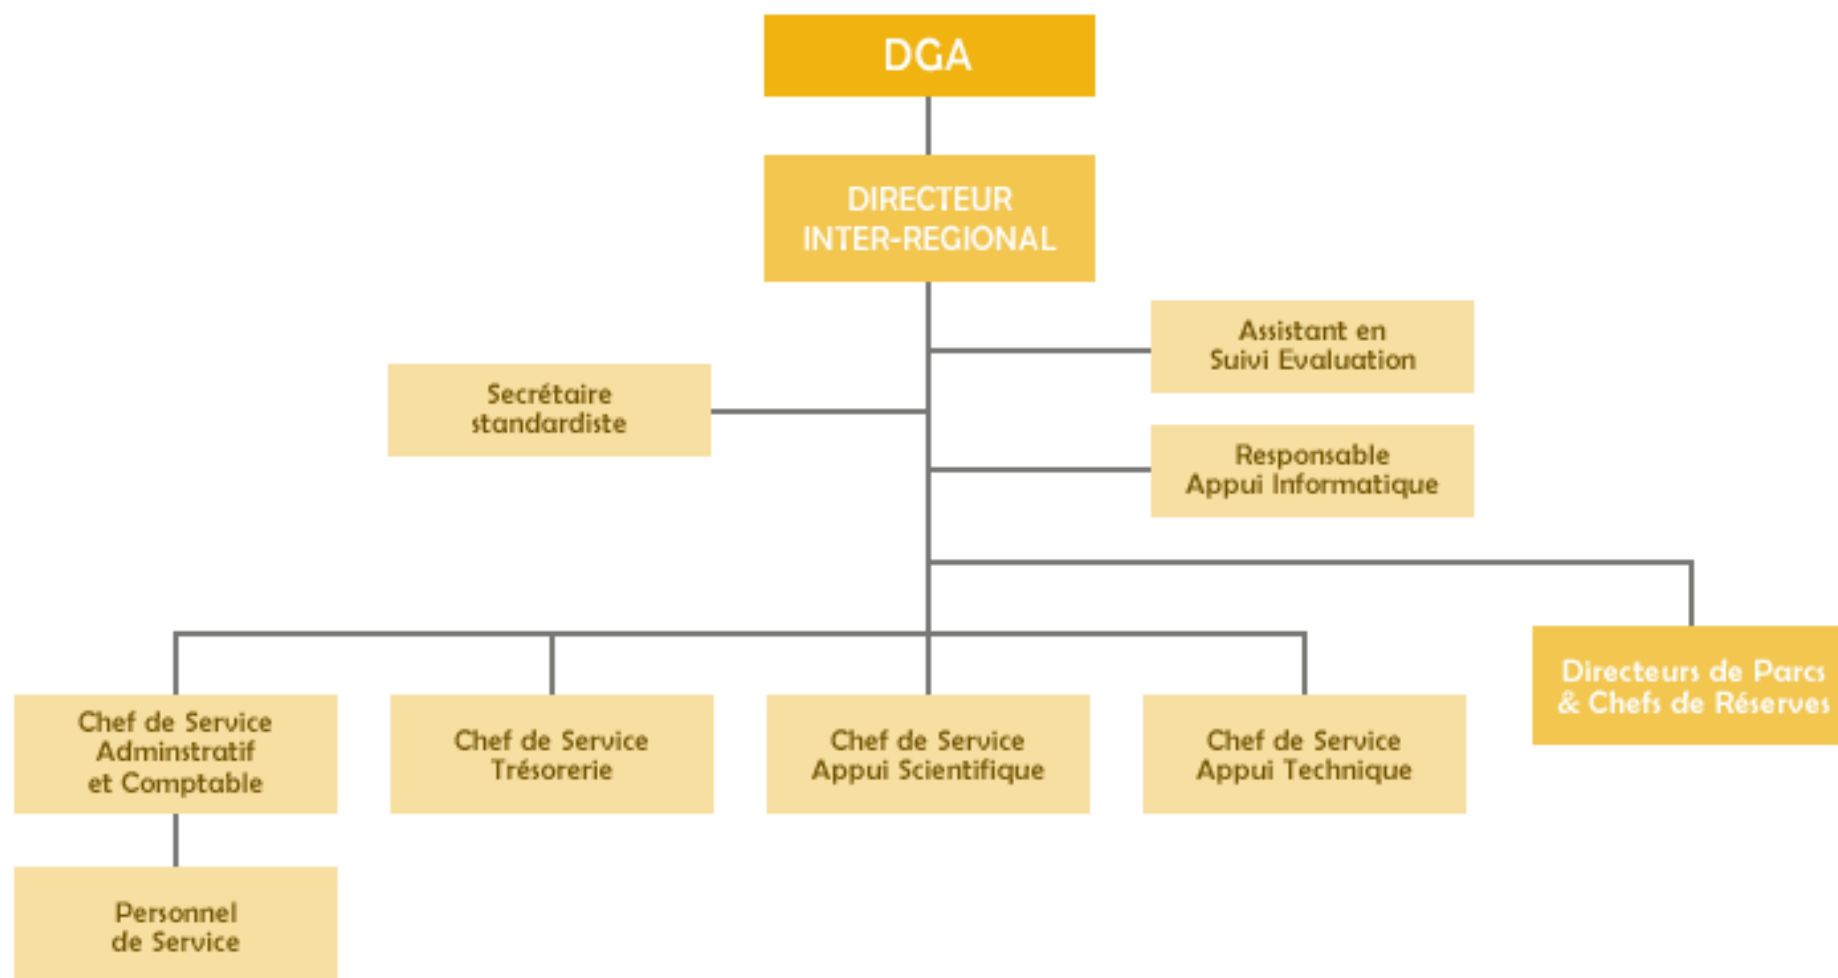 DGA
DIRECTEUR
INTER-REGIONAL
Assistant en
Suivi Evaluation
Secrétaire
standardiste
Responsable
Appui Informatique
Directeurs de Parcs
& Chefs de Réserves
Chef de Service
Adminstratif
et Comptable
Chef de Service
Trésorerie
Chef de Service
Appui Scientifique
Chef de Service
Appui Technique
Personnel
de Service